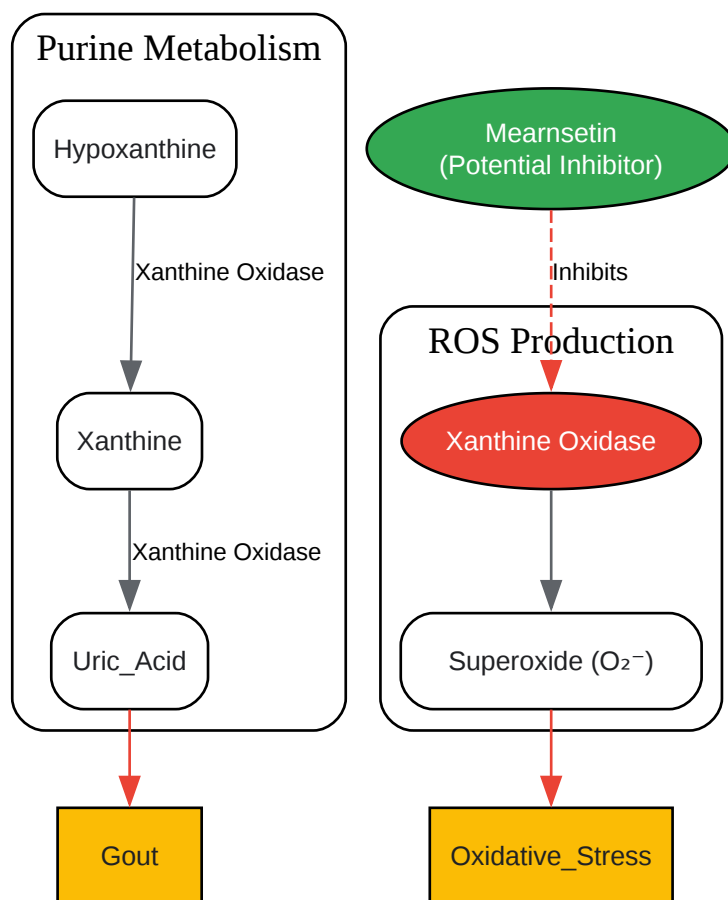 Purine Metabolism
Hypoxanthine
Xanthine Oxidase
Xanthine
Xanthine Oxidase
Uric_Acid
Gout
Mearnsetin
(Potential Inhibitor)
Inhibits
ROS Production
Xanthine Oxidase
Superoxide (O₂⁻)
Oxidative_Stress